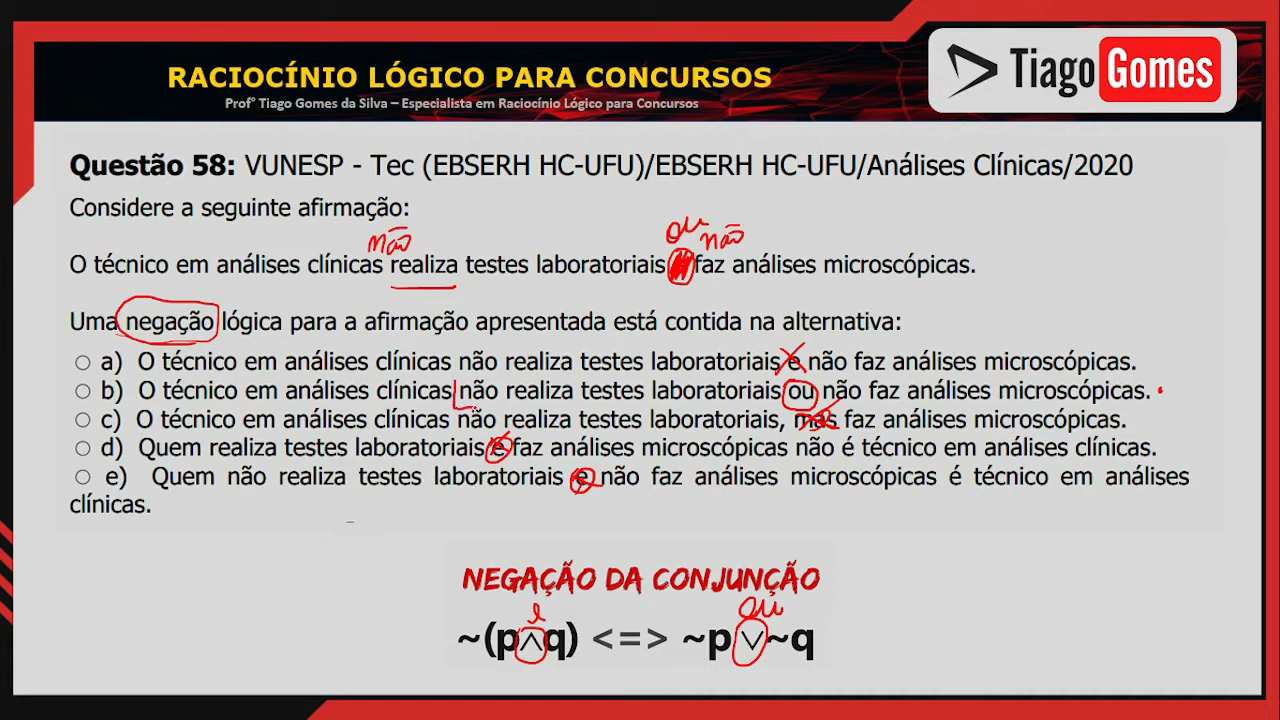 RACIOCÍNIO LÓGICO PARA CONCURSOS
Prof° Tiago Gomes da Silva – Especialista em Raciocínio Lógico para Concursos
Tiago Gomes
Questão 58: VUNESP - Tec (EBSERH HC-UFU)/EBSERH HC-UFU/Análises Clínicas/2020
Considere a seguinte afirmação:
não ou não
O técnico em análises clínicas realiza testes laboratoriais faz análises microscópicas.
Uma negação lógica para a afirmação apresentada está contida na alternativa:
a) O técnico em análises clínicas não realiza testes laboratoriais e não faz análises microscópicas.
b) O técnico em análises clínicas não realiza testes laboratoriais ou não faz análises microscópicas.
c) O técnico em análises clínicas não realiza testes laboratoriais, mas faz análises microscópicas.
d) Quem realiza testes laboratoriais e faz análises microscópicas não é técnico em análises clínicas.
e) Quem não realiza testes laboratoriais e não faz análises microscópicas é técnico em análises
clínicas.
NEGAÇÃO DA CONJUNÇÃO
e ou
~(p∧q) <=> ~p ∨ ~q